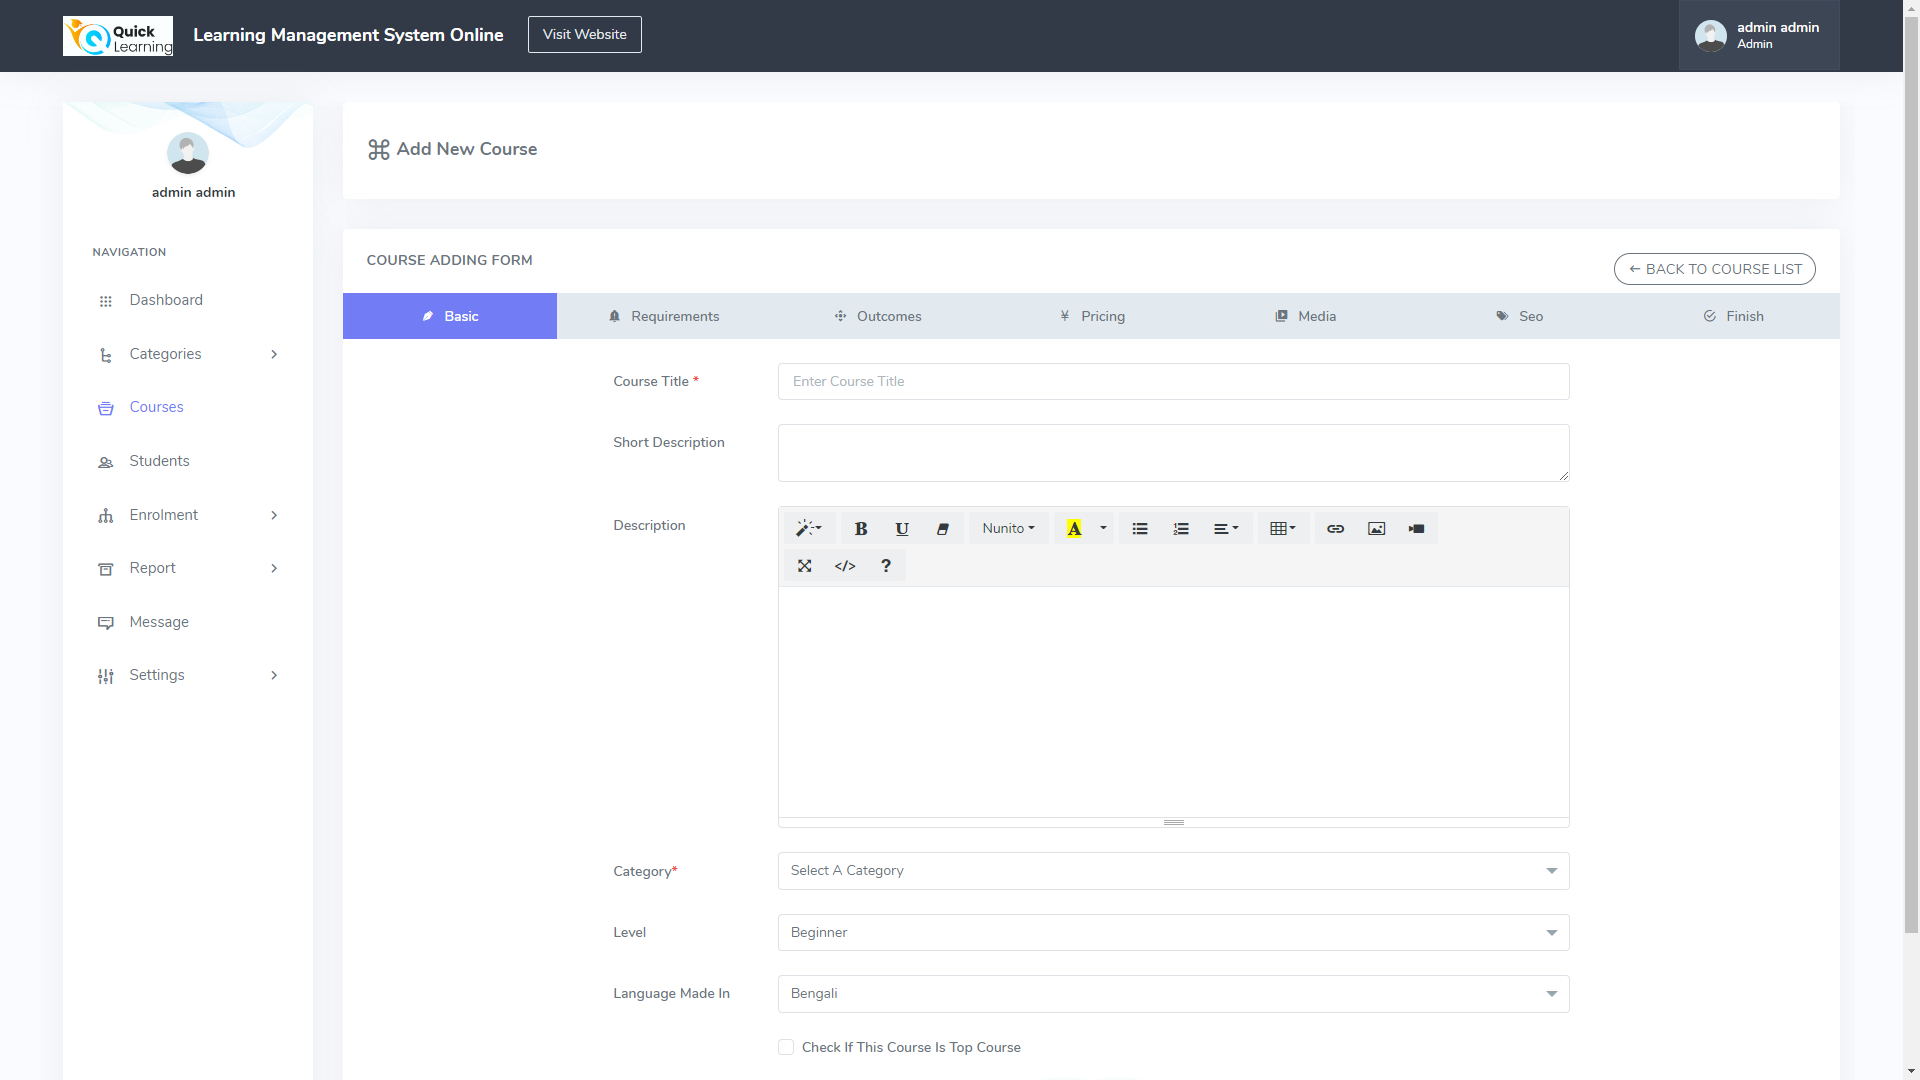 Quick
Learning
Learning Management System Online
Visit Website
admin admin
Admin
admin admin
NAVIGATION
Dashboard
Categories
Courses
Students
Enrolment
Report
Message
Settings
Add New Course
COURSE ADDING FORM
BACK TO COURSE LIST
Basic
Requirements
Outcomes
¥ Pricing
Media
Seo
Finish
Course Title *
Enter Course Title
Short Description
Description
B U Nunito A
</> ?
Category*
Select A Category
Level
Beginner
Language Made In
Bengali
Check If This Course Is Top Course